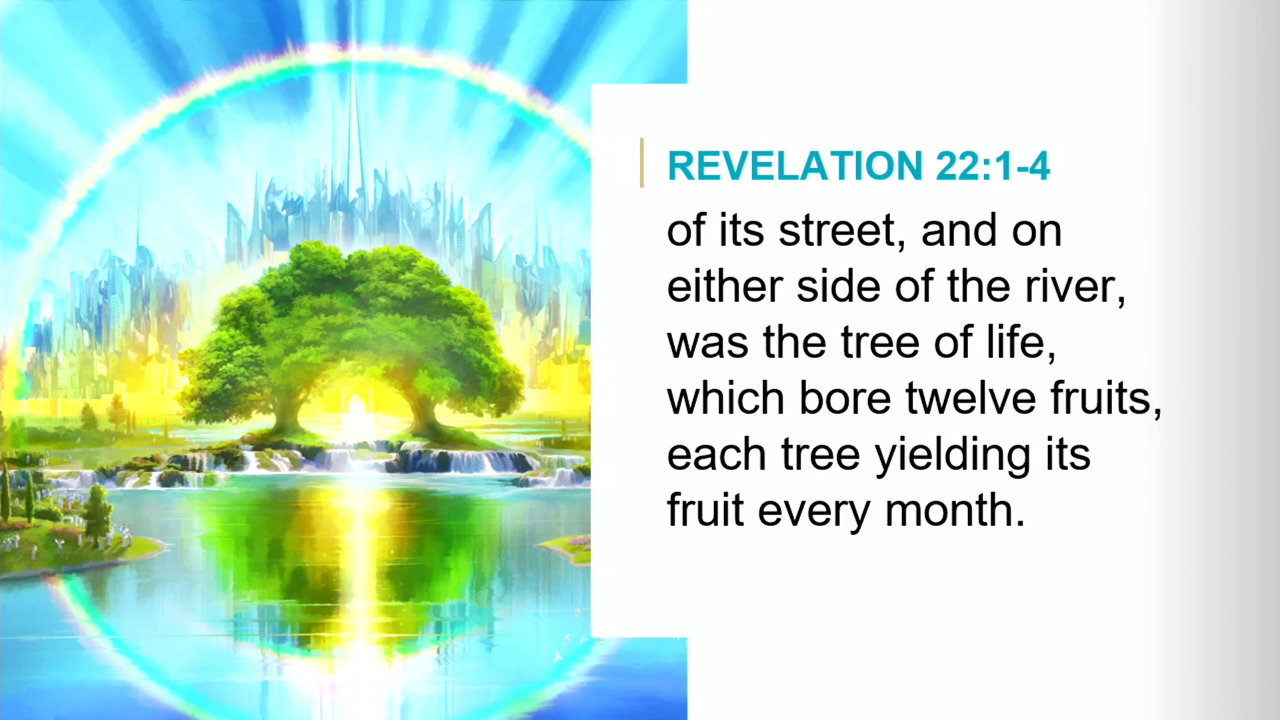 REVELATION 22:1-4
of its street, and on
either side of the river,
was the tree of life,
which bore twelve fruits,
each tree yielding its
fruit every month.